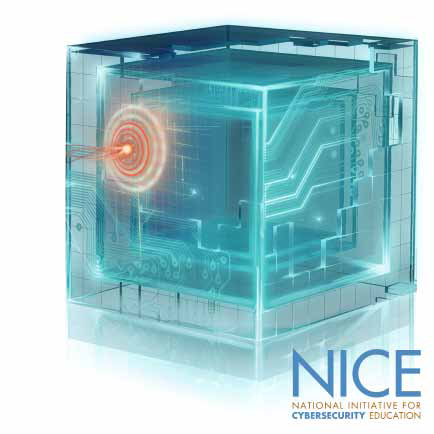 NICE
NATIONAL INITIATIVE FOR
CYBERSECURITY EDUCATION